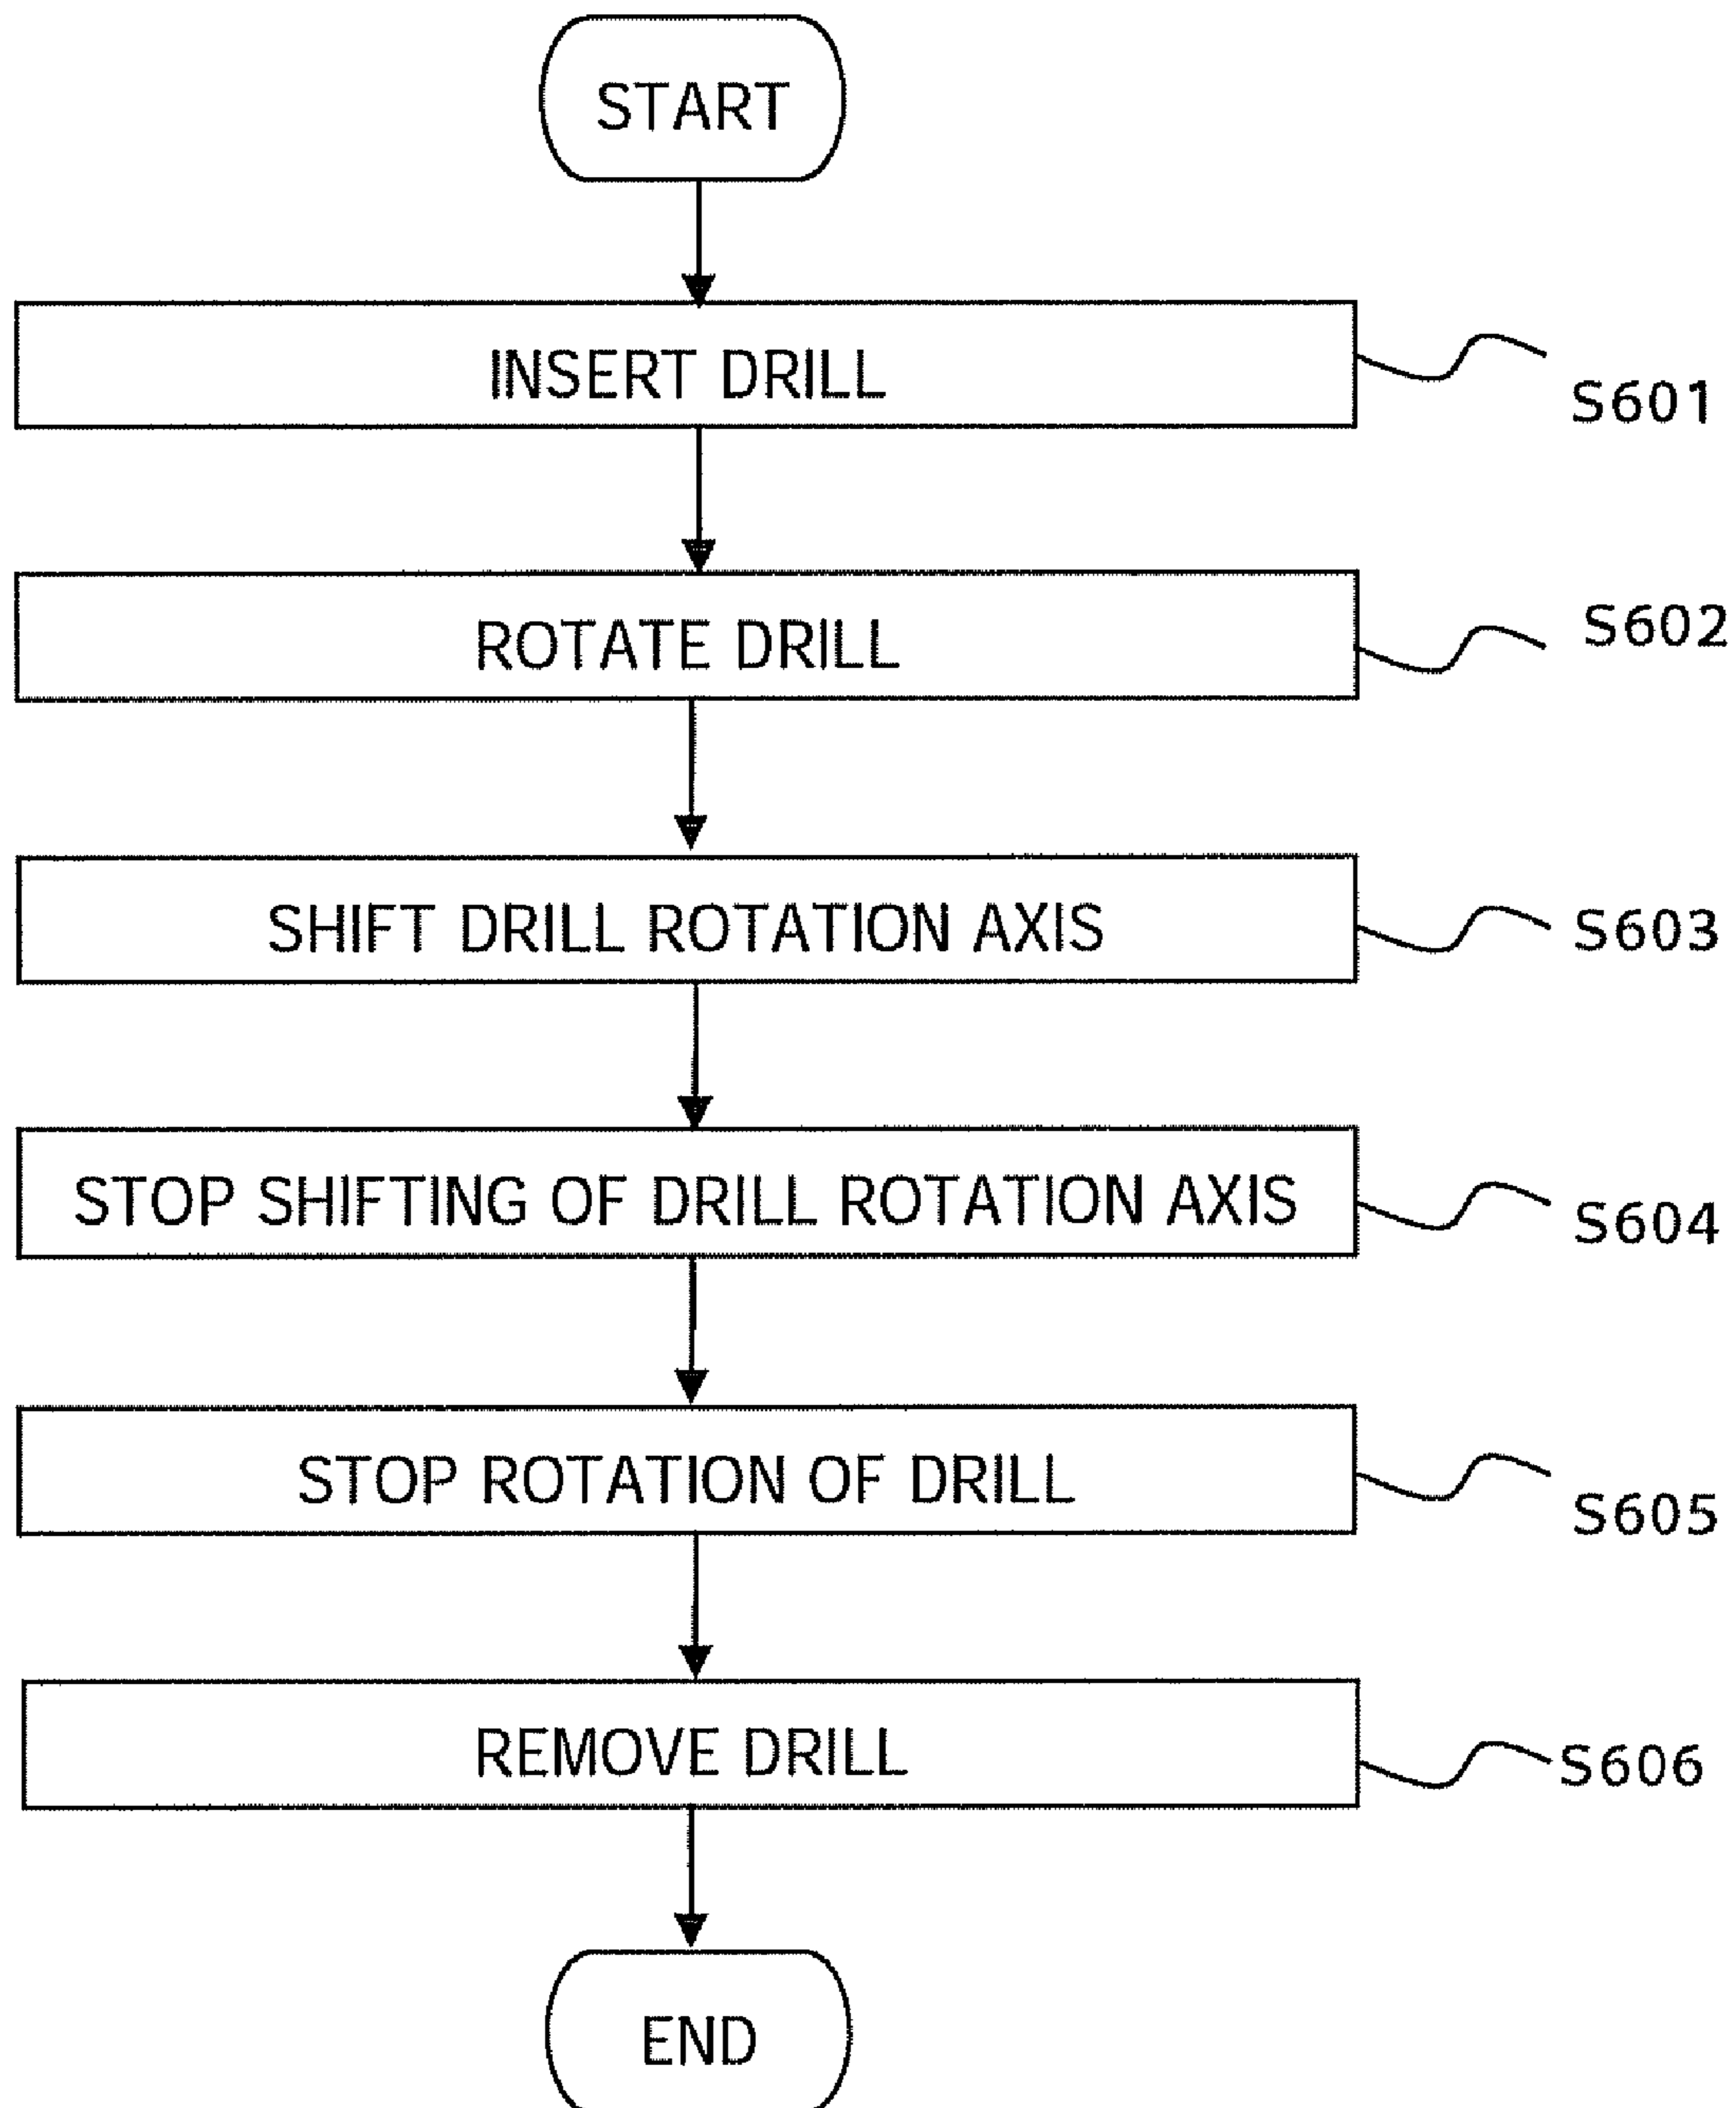 START
INSERT DRILL
S601
ROTATE DRILL
S602
SHIFT DRILL ROTATION AXIS
S603
STOP SHIFTING OF DRILL ROTATION AXIS
S604
STOP ROTATION OF DRILL
S605
REMOVE DRILL
S606
END